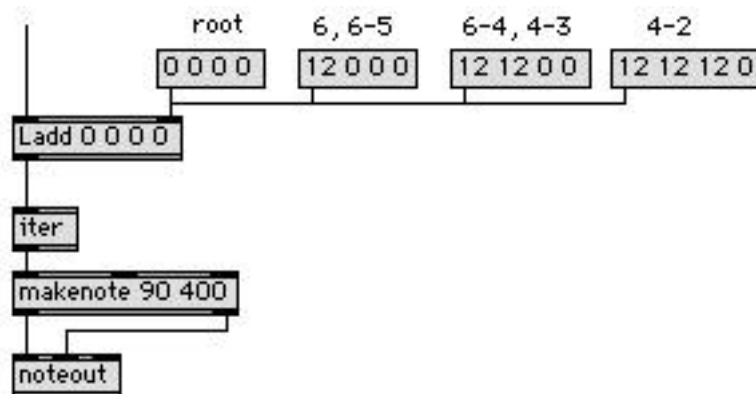 root 6, 6-5 6-4, 4-3 4-2
0 0 0 0 12 0 0 0 12 12 0 0 12 12 12 0
Ladd 0 0 0 0
iter
makenote 90 400
noteout